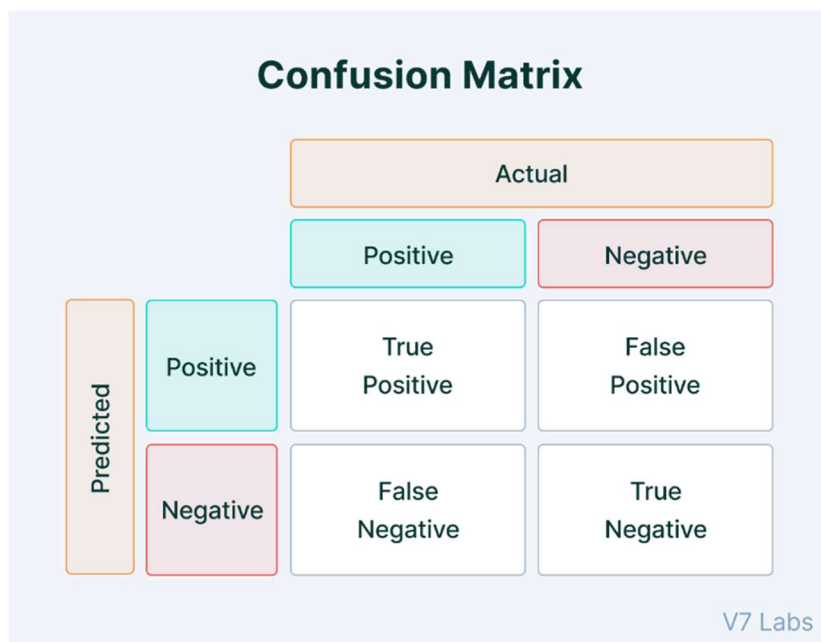 Confusion Matrix
Actual
Positive
Negative
Predicted
Positive
True
Positive
False
Positive
Negative
False
Negative
True
Negative
V7 Labs